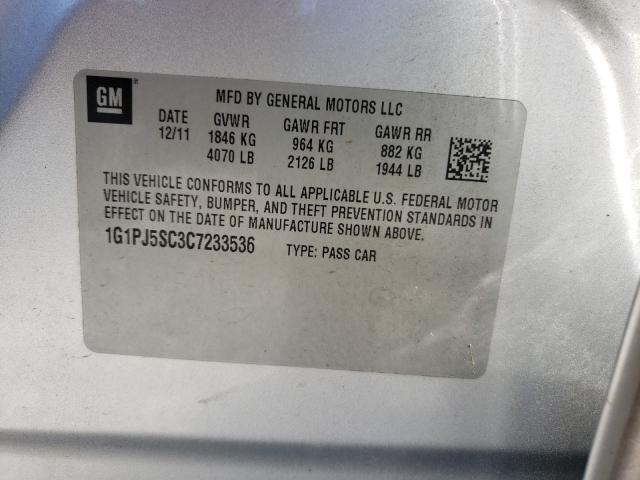 GM
MFD BY GENERAL MOTORS LLC
DATE GVWR GAWR FRT GAWR RR
12/11 1846 KG 964 KG 882 KG
4070 LB 2126 LB 1944 LB
THIS VEHICLE CONFORMS TO ALL APPLICABLE U.S. FEDERAL MOTOR
VEHICLE SAFETY, BUMPER, AND THEFT PREVENTION STANDARDS IN
EFFECT ON THE DATE OF MANUFACTURE SHOWN ABOVE.
1G1PJ5SC3C7233536 TYPE: PASS CAR